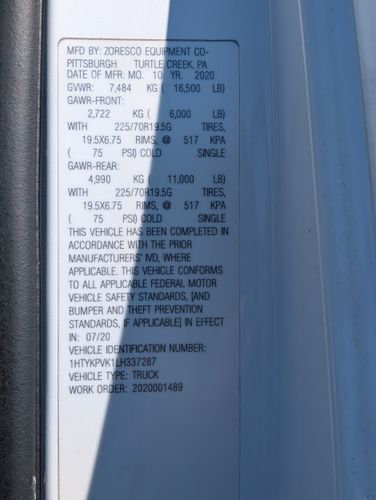 MFD BY: ZORESCO EQUIPMENT CO-
PITTSBURGH TURTLE CREEK, PA
DATE OF MFR: MO. 10 YR. 2020
GVWR: 7,484 KG ( 16,500 LB)
GAWR-FRONT:
2,722 KG ( 6,000 LB)
WITH 225/70R19.5G TIRES,
19.5X6.75 RIMS, @ 517 KPA
( 75 PSI) COLD SINGLE
GAWR-REAR:
4,990 KG ( 11,000 LB)
WITH 225/70R19.5G TIRES,
19.5X6.75 RIMS, @ 517 KPA
( 75 PSI) COLD SINGLE
THIS VEHICLE HAS BEEN COMPLETED IN
ACCORDANCE WITH THE PRIOR
MANUFACTURERS' IVD, WHERE
APPLICABLE. THIS VEHICLE CONFORMS
TO ALL APPLICABLE FEDERAL MOTOR
VEHICLE SAFETY STANDARDS, [AND
BUMPER AND THEFT PREVENTION
STANDARDS, IF APPLICABLE] IN EFFECT
IN: 07/20
VEHICLE IDENTIFICATION NUMBER:
1HTYKPVK1LH337287
VEHICLE TYPE: TRUCK
WORK ORDER: 2020001489